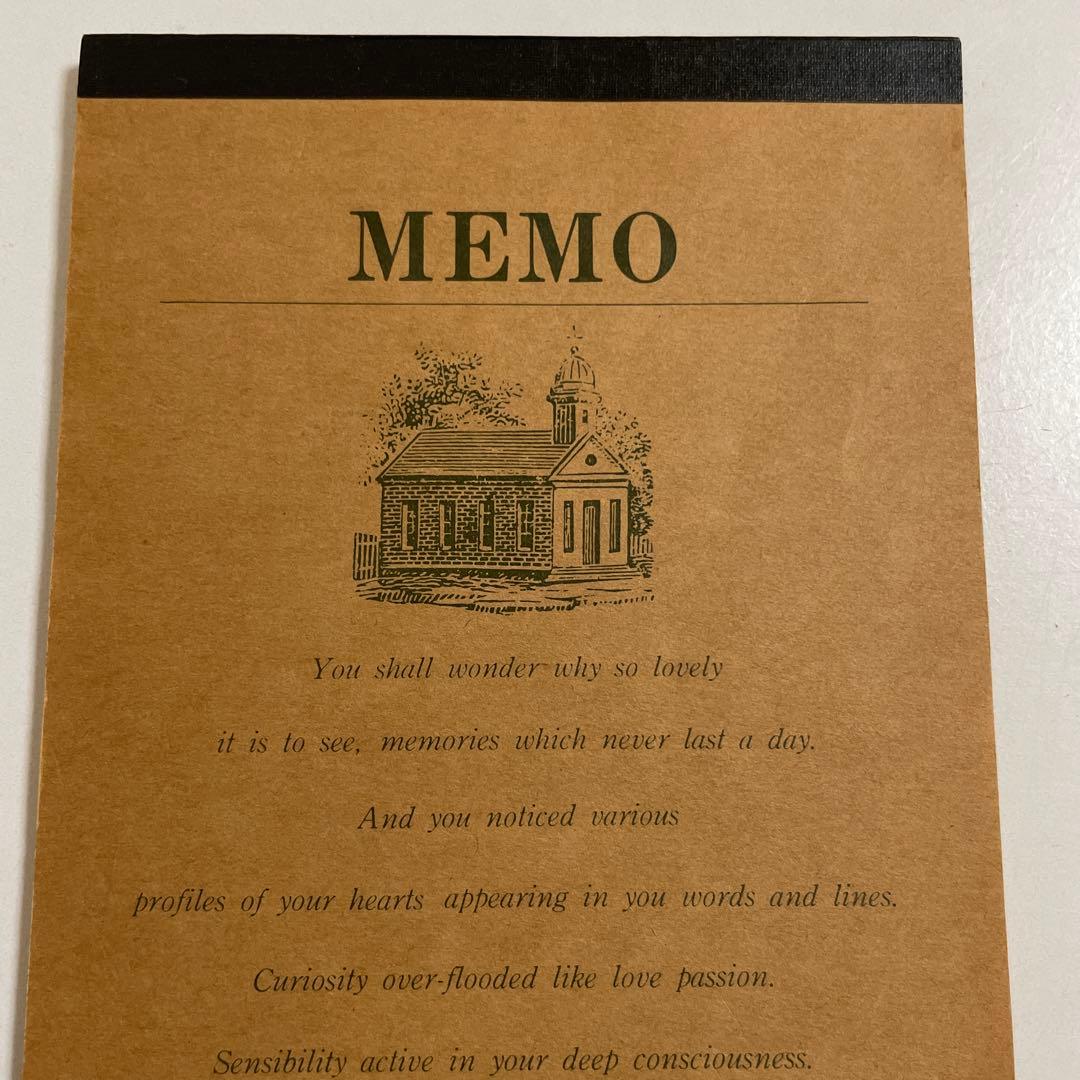 MEMO
You shall wonder why so lovely
it is to see, memories which never last a day.
And you noticed various
profiles of your hearts appearing in you words and lines.
Curiosity over-flooded like love passion.
Sensibility active in your deep consciousness.